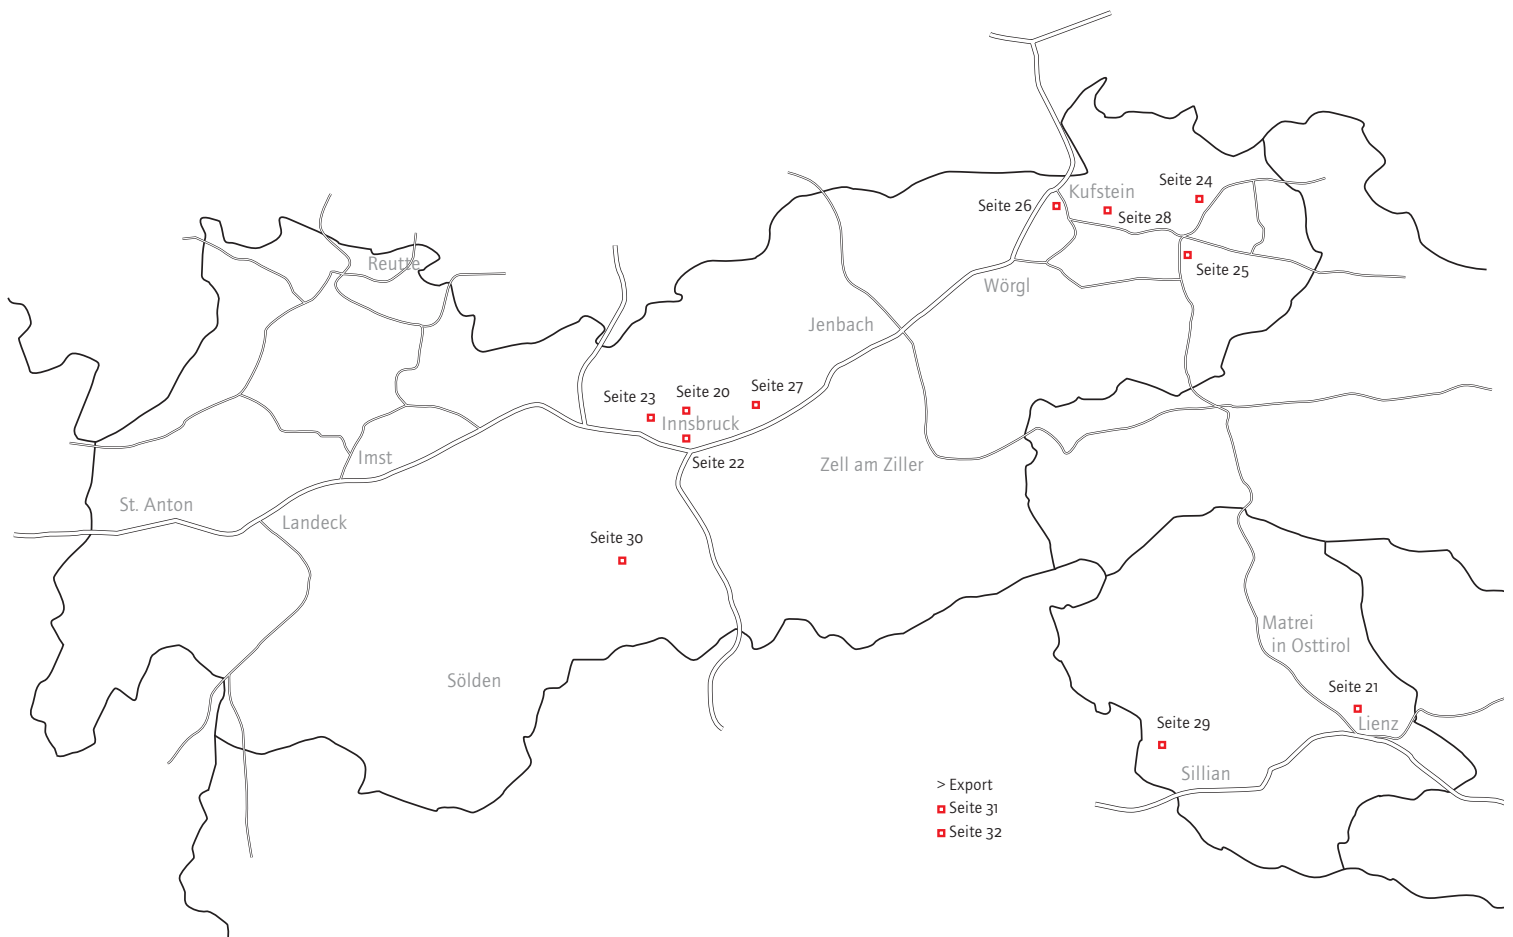 Seite 24
Kufstein
Seite 26
Seite 28
Reutte
Seite 25
Wörgl
Jenbach
Seite 27
Seite 20
Seite 23
Innsbruck
Imst
Seite 22
Zell am Ziller
St. Anton
Landeck
Seite 30
Matrei
in Osttirol
Sölden
Seite 21
Seite 29
Lienz
Sillian
> Export
Seite 31
Seite 32